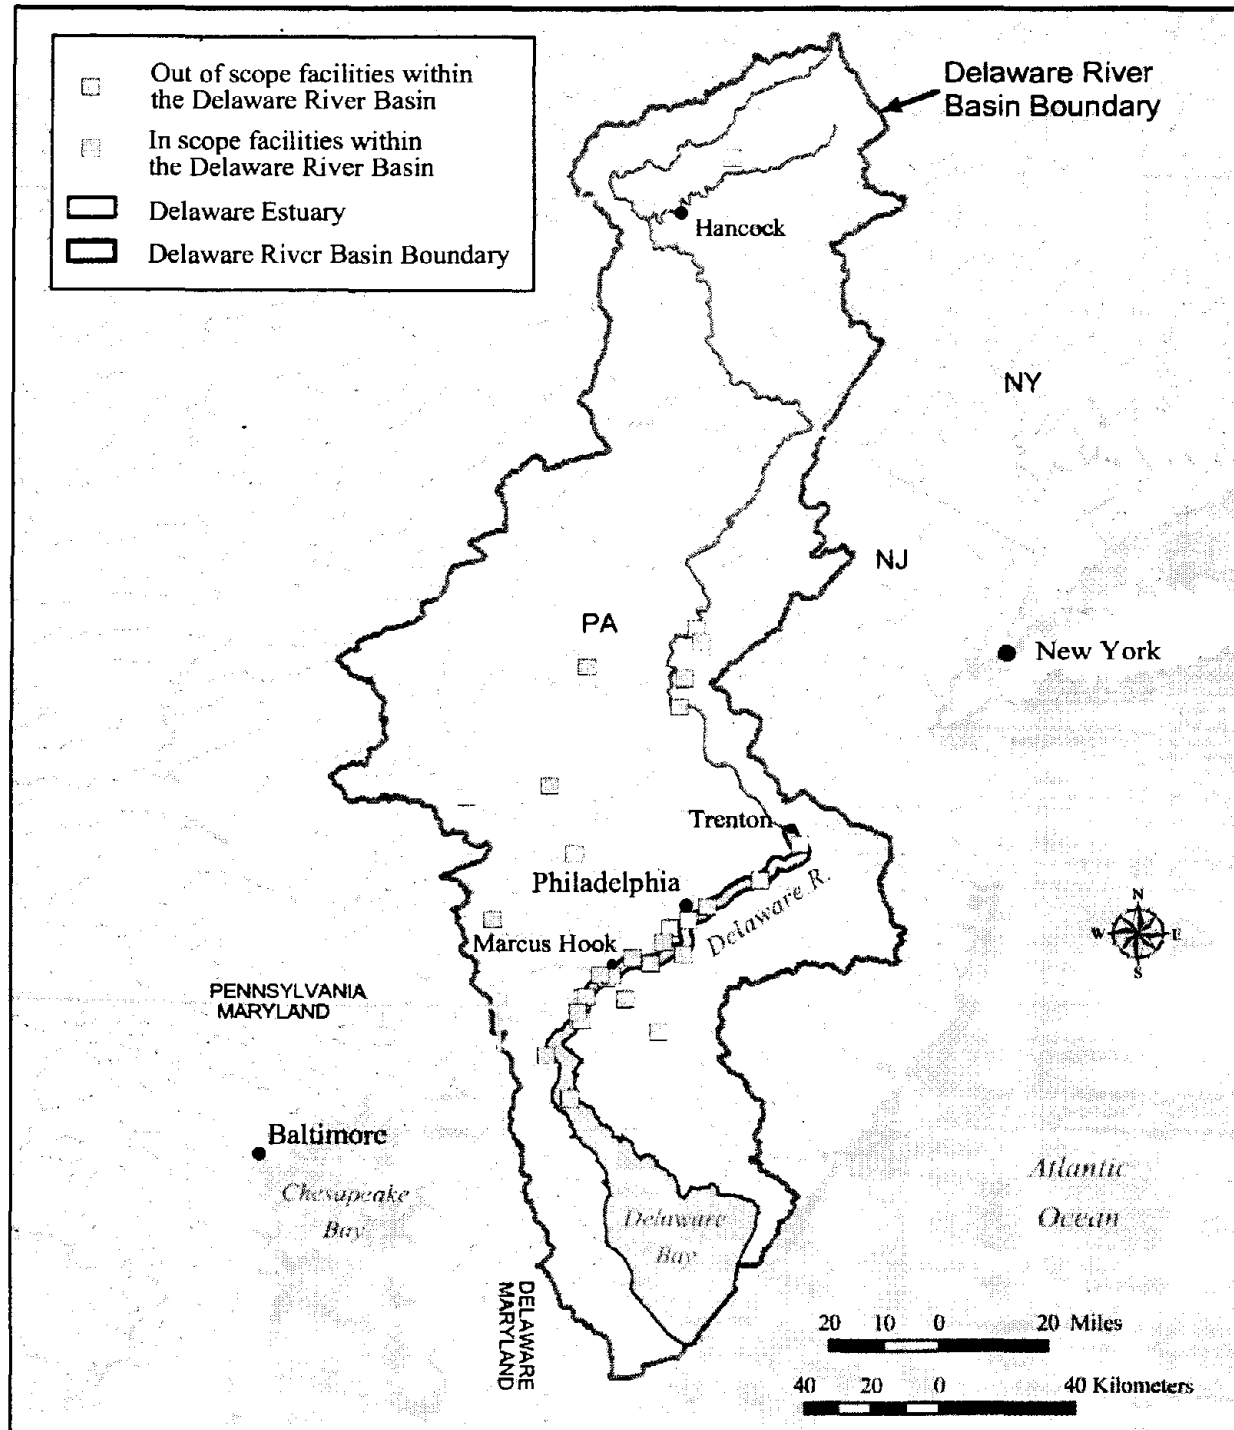 Out of scope facilities within
the Delaware River Basin
In scope facilities within
the Delaware River Basin
Delaware Estuary
Delaware River Basin Boundary
Delaware River
Basin Boundary
Hancock
NY
NJ
PA
New York
Trenton
Philadelphia
Delaware R.
Marcus Hook
N
W
E
S
PENNSYLVANIA
MARYLAND
Baltimore
Chesapeake
Bay
Delaware
Bay
Atlantic
Ocean
DELAWARE
MARYLAND
20 10 0 20 Miles
40 20 0 40 Kilometers